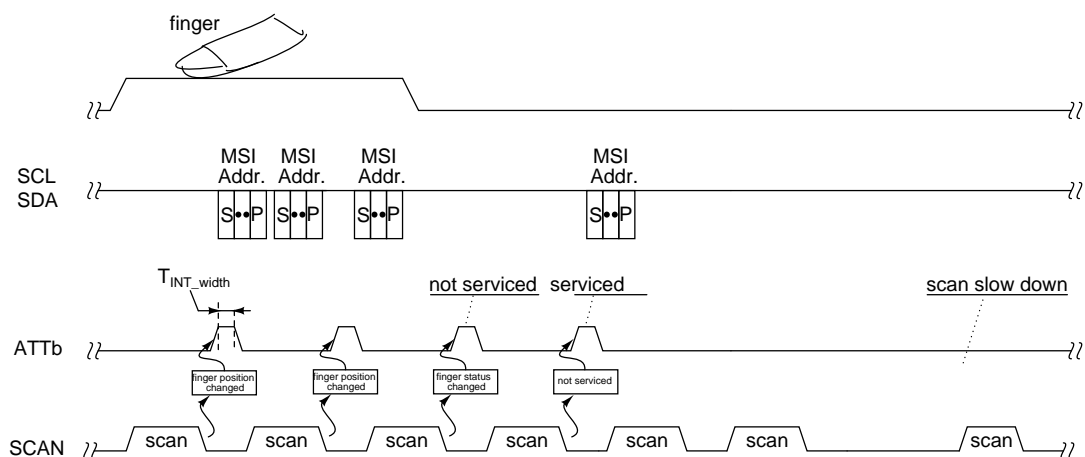 finger
MSI MSI MSI MSI
Addr. Addr. Addr. Addr.
SCL
SDA
S••P S••P S••P S••P
TINT_width
not serviced serviced scan slow down
ATTb
finger position changed
finger position changed
finger status changed
not serviced
SCAN scan scan scan scan scan scan scan